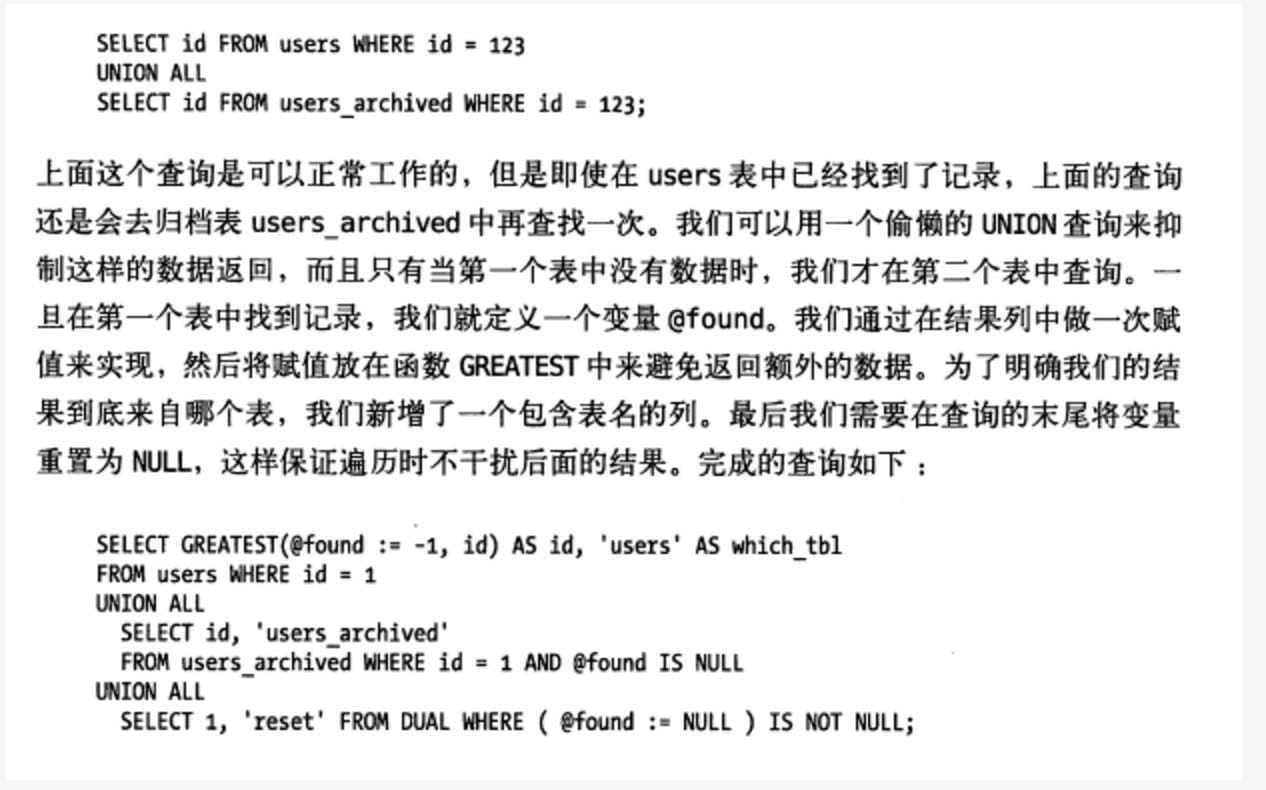 SELECT id FROM users WHERE id = 123
UNION ALL
SELECT id FROM users_archived WHERE id = 123;
上面这个查询是可以正常工作的，但是即使在 users 表中已经找到了记录，上面的查询
还是会去归档表 users_archived 中再查找一次。我们可以用一个偷懒的 UNION 查询来抑
制这样的数据返回，而且只有当第一个表中没有数据时，我们才在第二个表中查询。一
旦在第一个表中找到记录，我们就定义一个变量 @found。我们通过在结果列中做一次赋
值来实现，然后将赋值放在函数 GREATEST 中来避免返回额外的数据。为了明确我们的结
果到底来自哪个表，我们新增了一个包含表名的列。最后我们需要在查询的末尾将变量
重置为 NULL，这样保证遍历时不干扰后面的结果。完成的查询如下：
SELECT GREATEST(@found := -1, id) AS id, 'users' AS which_tbl
FROM users WHERE id = 1
UNION ALL
SELECT id, 'users_archived'
FROM users_archived WHERE id = 1 AND @found IS NULL
UNION ALL
SELECT 1, 'reset' FROM DUAL WHERE ( @found := NULL ) IS NOT NULL;